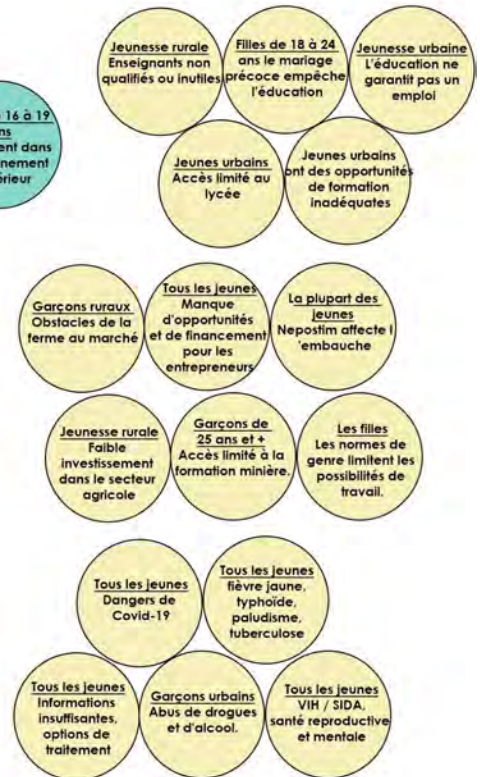 Jeunesse rurale
Enseignants non
qualifiés ou inutiles
Filles de 18 à 24
ans le mariage
précoce empêche
l'éducation
Jeunesse urbaine
L'éducation ne
garantit pas un
emploi
16 à 19
Jeunes urbains
Accès limité au
lycée
Jeunes urbains
ont des opportunités
de formation
inadéquates
Garçons ruraux
Obstacles de la
ferme au marché
Tous les jeunes
Manque
d'opportunités
et de financement
pour les
entrepreneurs
La plupart des
jeunes
Nepostim affecte l
'embauche
Jeunesse rurale
Faible
investissement
dans le secteur
agricole
Garçons de
25 ans et +
Accès limité à la
formation minière.
Les filles
Les normes de
genre limitent les
possibilités de
travail.
Tous les jeunes
Dangers de
Covid-19
Tous les jeunes
fièvre jaune,
typhoïde,
paludisme,
tuberculose
Tous les jeunes
Informations
insuffisantes,
options de
traitement
Garçons urbains
Abus de drogues
et d'alcool.
Tous les jeunes
VIH / SIDA,
santé reproductive
et mentale